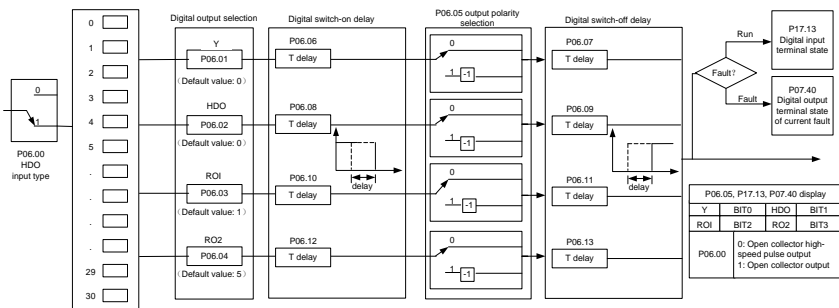 0
1
P06.00
HDO
input type
0
1
2
3
4
5
.
.
.
.
29
30
Digital output selection
Y
P06.01
(Default value: 0)
HDO
P06.02
(Default value: 0)
ROI
P06.03
(Default value: 1)
RO2
P06.04
(Default value: 5)
Digital switch-on delay
P06.06
T delay
P06.08
T delay
delay
P06.10
T delay
P06.12
T delay
P06.05 output polarity
selection
0
1
-1
0
1
-1
0
1
-1
0
1
-1
Digital switch-off delay
P06.07
T delay
P06.09
T delay
delay
P06.11
T delay
P06.13
T delay
Run
Fault?
Fault
P17.13
Digital input
terminal state
P07.40
Digital output
terminal state
of current fault
P06.05, P17.13, P07.40 display
Y BIT0 HDO BIT1
ROI BIT2 RO2 BIT3
P06.00
0: Open collector high-
speed pulse output
1: Open collector output